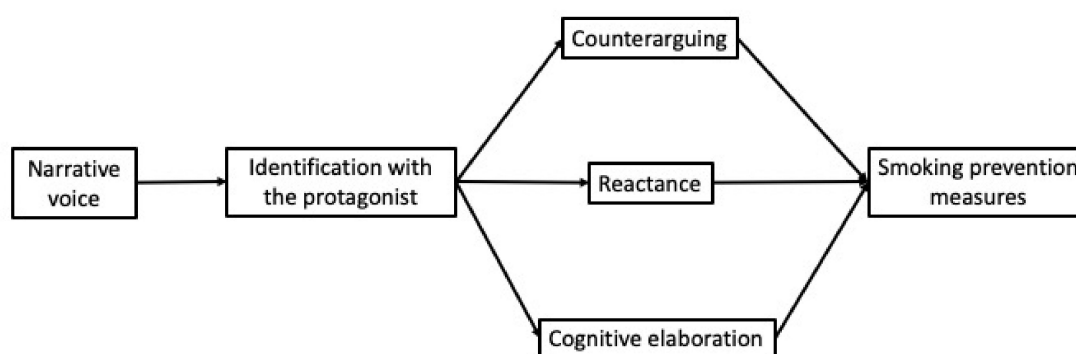 Counterarguing
Narrative
voice
Identification with
the protagonist
Reactance
Smoking prevention
measures
Cognitive elaboration